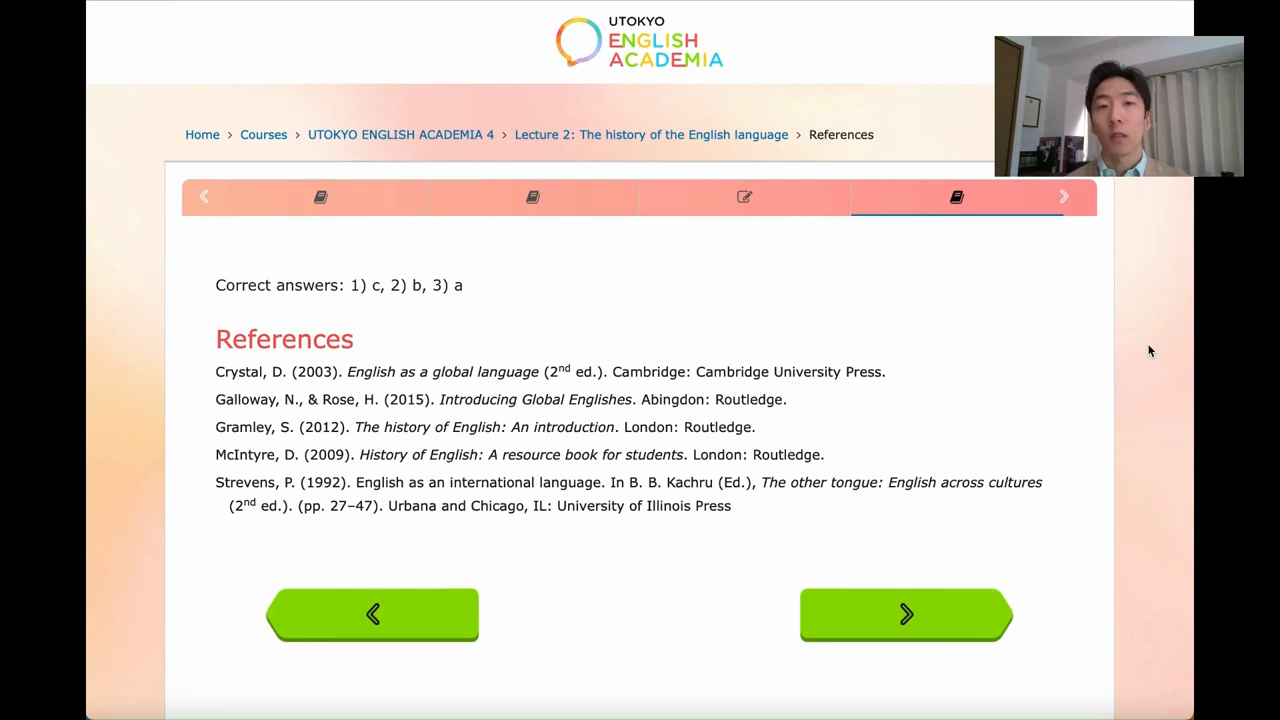 UTOKYO
ENGLISH
ACADEMIA
Home > Courses > UTOKYO ENGLISH ACADEMIA 4 > Lecture 2: The history of the English language > References
Correct answers: 1) c, 2) b, 3) a
References
Crystal, D. (2003). English as a global language (2nd ed.). Cambridge: Cambridge University Press.
Galloway, N., & Rose, H. (2015). Introducing Global Englishes. Abingdon: Routledge.
Gramley, S. (2012). The history of English: An introduction. London: Routledge.
McIntyre, D. (2009). History of English: A resource book for students. London: Routledge.
Strevens, P. (1992). English as an international language. In B. B. Kachru (Ed.), The other tongue: English across cultures
(2nd ed.). (pp. 27–47). Urbana and Chicago, IL: University of Illinois Press